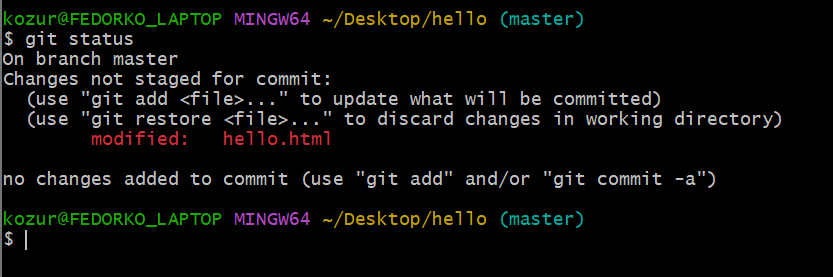 kozur@FEDORKO_LAPTOP MINGW64 ~/Desktop/hello (master)
$ git status
On branch master
Changes not staged for commit:
  (use "git add <file>..." to update what will be committed)
  (use "git restore <file>..." to discard changes in working directory)
        modified:   hello.html

no changes added to commit (use "git add" and/or "git commit -a")

kozur@FEDORKO_LAPTOP MINGW64 ~/Desktop/hello (master)
$